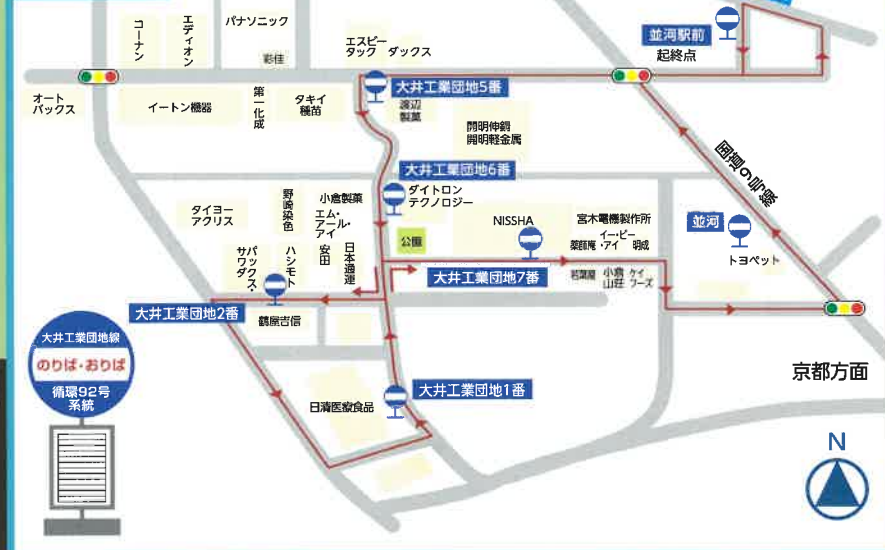 コーナン
エディオン
パナソニック
彩佳
エスビー
タック
ダックス
並河駅前
起終点
オート
バックス
イートン機器
第一化成
タキイ
種苗
大井工業団地5番
渡辺
製菓
開明伸銅
開明軽金属
国道9号線
大井工業団地6番
ダイトロン
テクノロジー
タイヨー
アクリス
野崎染色
小倉製薬
エム・
アール・
アイ
公園
NISSHA
宮木電機製作所
イー・ビー
・アイ
薬師庵
明成
並河
トヨペット
パックス・
サワダ
ハシモト
安田
日本通運
大井工業団地7番
若菜屋
小倉
山荘
ケイ
フーズ
大井工業団地2番
鶴屋吉信
大井工業団地線
のりば・おりば
循環92号
系統
日清医療食品
大井工業団地1番
京都方面
N